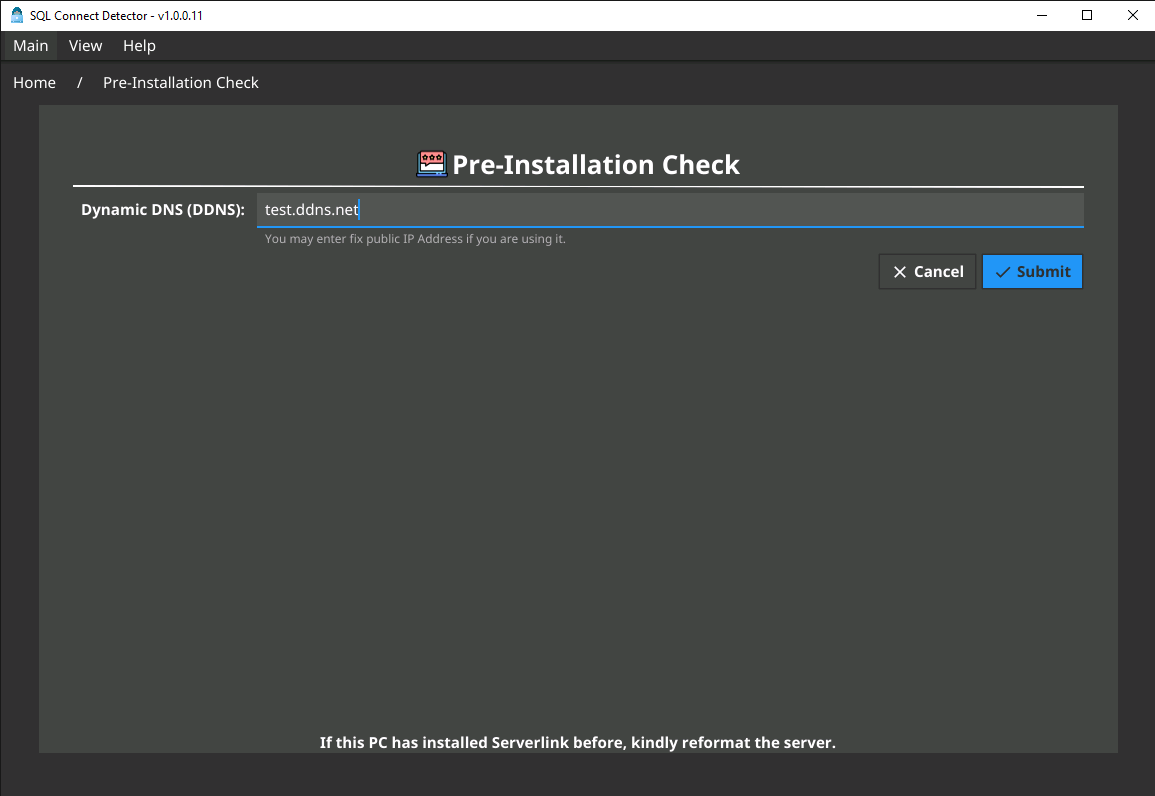 SQL Connect Detector - v1.0.0.11
Main View Help
Home / Pre-Installation Check
Pre-Installation Check
Dynamic DNS (DDNS): test.ddns.net
You may enter fix public IP Address if you are using it.
Cancel Submit
If this PC has installed Serverlink before, kindly reformat the server.